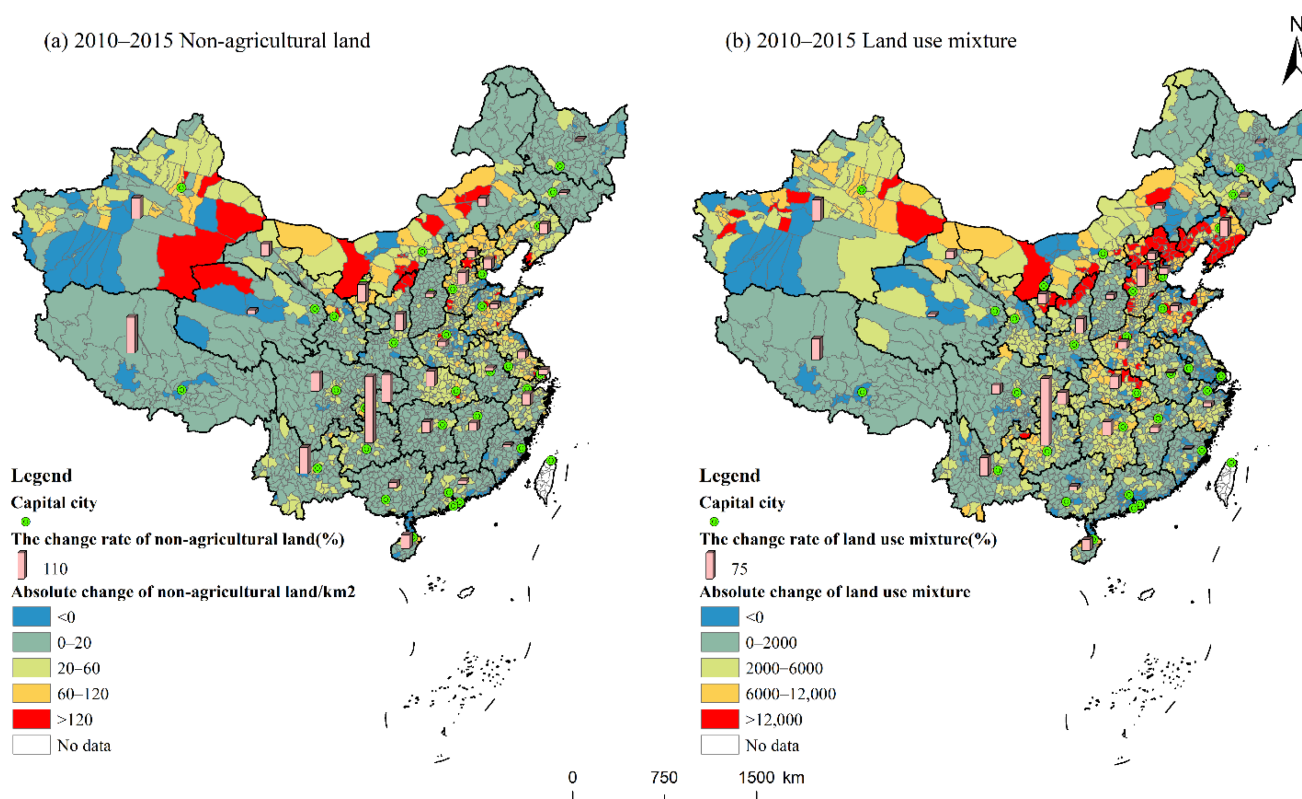 (a) 2010–2015 Non-agricultural land
(b) 2010–2015 Land use mixture
N
Legend
Capital city
The change rate of non-agricultural land(%)
110
Absolute change of non-agricultural land/km2
<0
0–20
20–60
60–120
>120
No data
Legend
Capital city
The change rate of land use mixture(%)
75
Absolute change of land use mixture
<0
0–2000
2000–6000
6000–12,000
>12,000
No data
0 750 1500 km